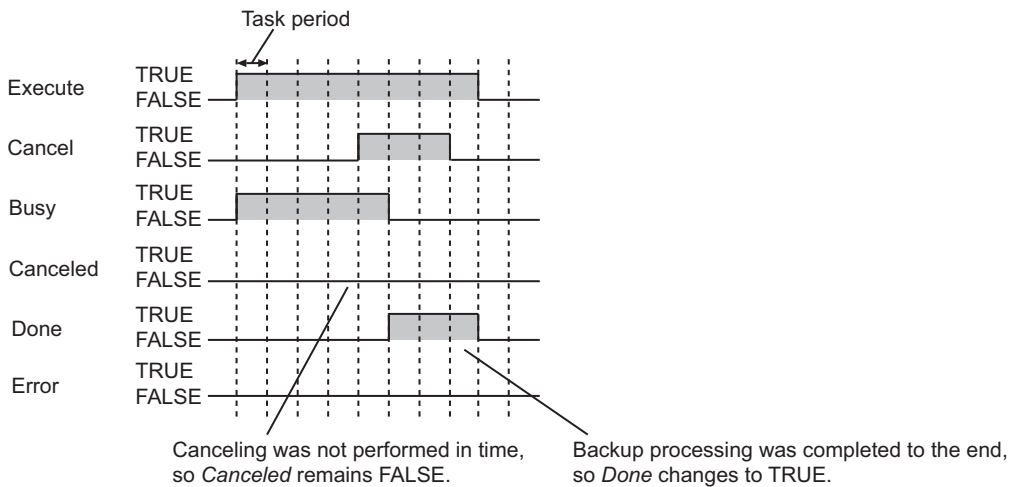 Task period
Execute
TRUE
FALSE
Cancel
TRUE
FALSE
Busy
TRUE
FALSE
Canceled
TRUE
FALSE
Done
TRUE
FALSE
Error
TRUE
FALSE
Canceling was not performed in time,
so Canceled remains FALSE.
Backup processing was completed to the end,
so Done changes to TRUE.